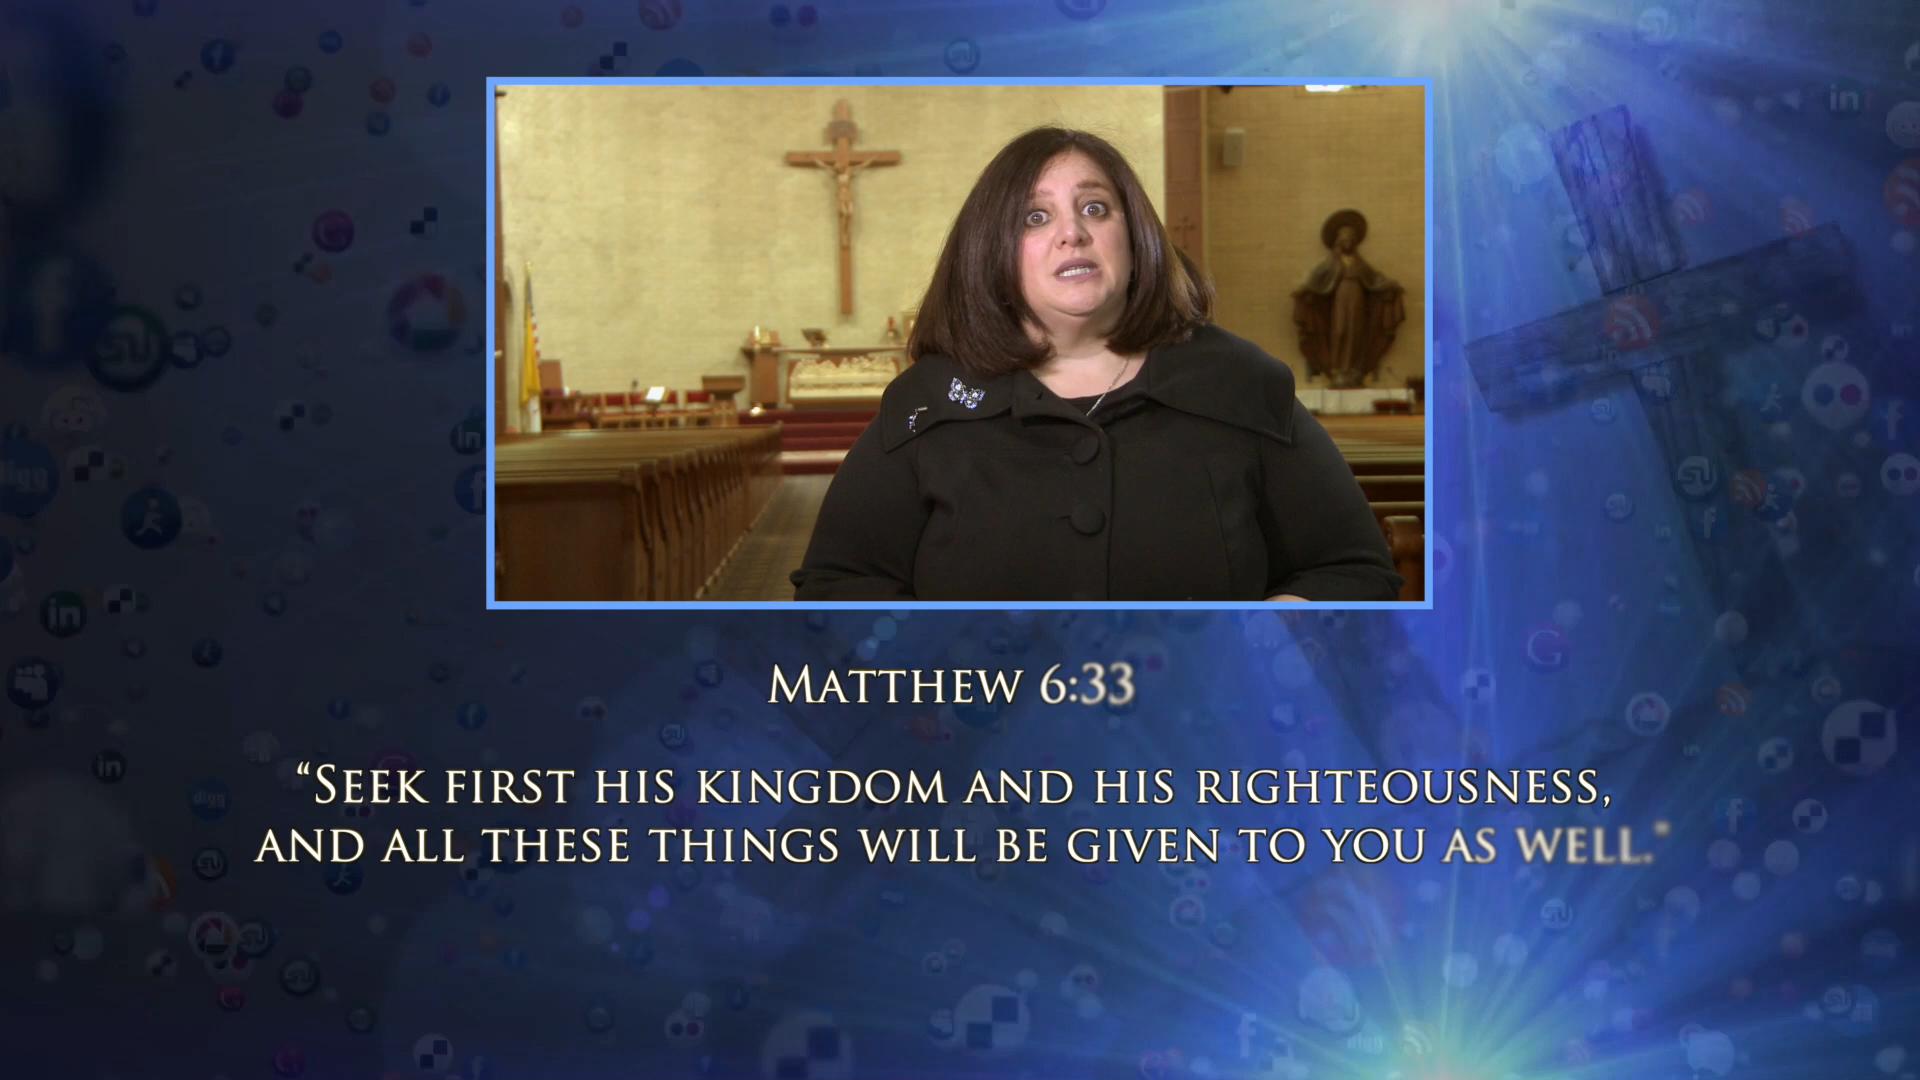 Matthew 6:33
“Seek first his kingdom and his righteousness,
and all these things will be given to you as well.”